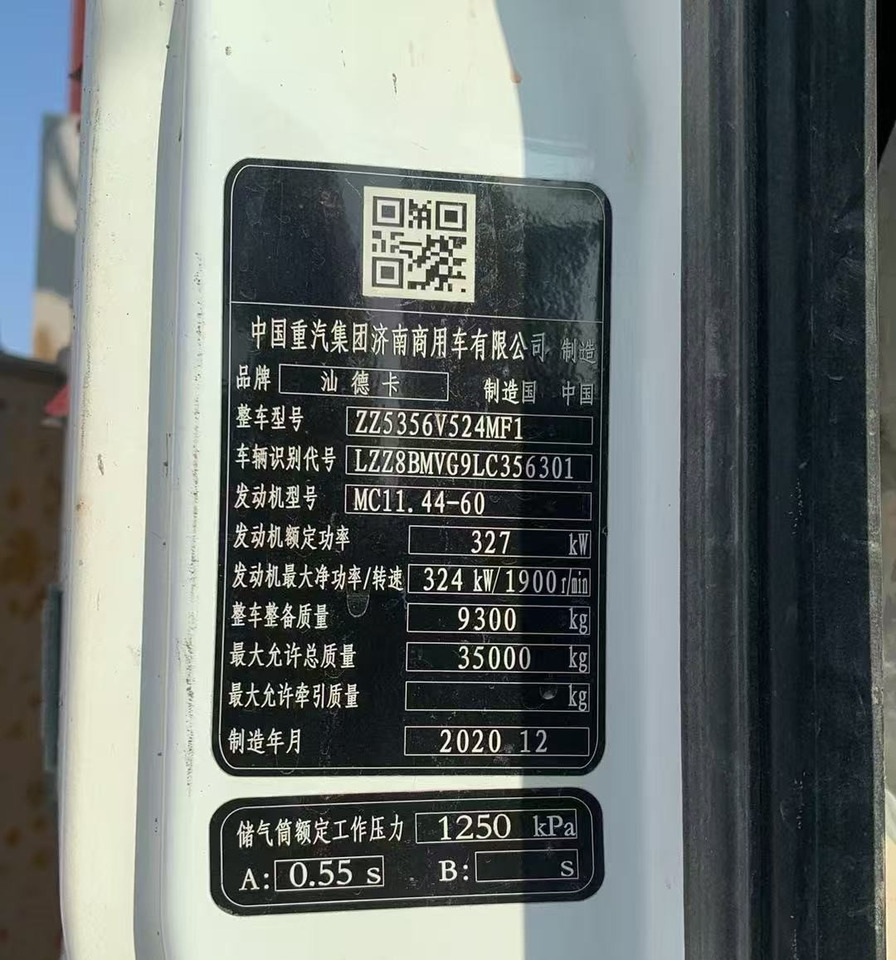 中国重汽集团济南商用车有限公司 制造
品牌 汕德卡 制造国 中国
整车型号 ZZ5356V524MF1
车辆识别代号 LZZ8BMVG9LC356301
发动机型号 MC11.44-60
发动机额定功率 327 kW
发动机最大净功率/转速 324 kW/1900r/min
整车整备质量 9300 kg
最大允许总质量 35000 kg
最大允许牵引质量 kg
制造年月 2020 12
储气筒额定工作压力 1250 kPa
A: 0.55 s B: s